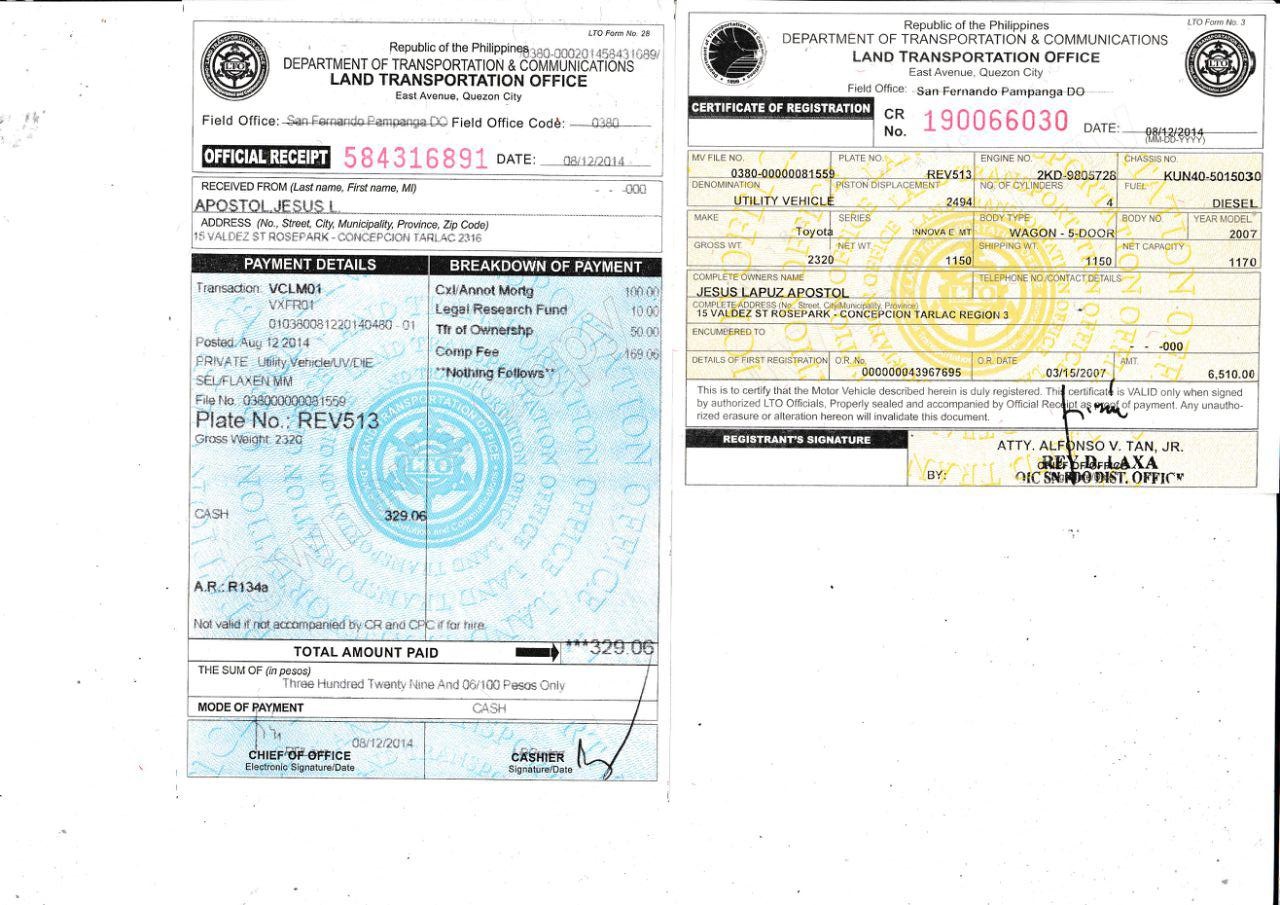 LTO Form No. 28
Republic of the Philippines
0380-000201458431689/
DEPARTMENT OF TRANSPORTATION & COMMUNICATIONS
LAND TRANSPORTATION OFFICE
East Avenue, Quezon City
Field Office: San Fernando Pampanga DO Field Office Code: 0380
OFFICIAL RECEIPT 584316891 DATE: 08/12/2014
RECEIVED FROM (Last name, First name, MI) - - -000
APOSTOL,JESUS L.
ADDRESS (No., Street, City, Municipality, Province, Zip Code)
15 VALDEZ ST ROSEPARK - CONCEPCION TARLAC 2316
PAYMENT DETAILS
Transaction: VCLM01
VXFR01
010380081220140480 - 01
Posted: Aug 12 2014
PRIVATE Utility Vehicle/UV/DIE
SEL/FLAXEN MM
File No. 038000000081559
Plate No.: REV513
Gross Weight: 2320
CASH 329.06
A.R.: R134a
Not valid if not accompanied by CR and CPC if for hire.
BREAKDOWN OF PAYMENT
Cxl/Annot Mortg 100.00
Legal Research Fund 10.00
Tfr of Ownershp 50.00
Comp Fee 169.06
**Nothing Follows**
TOTAL AMOUNT PAID ***329.06
THE SUM OF (in pesos)
Three Hundred Twenty Nine And 06/100 Pesos Only
MODE OF PAYMENT CASH
08/12/2014
CHIEF OF OFFICE
Electronic Signature/Date
CASHIER
Signature/Date
LTO Form No. 3
Republic of the Philippines
DEPARTMENT OF TRANSPORTATION & COMMUNICATIONS
LAND TRANSPORTATION OFFICE
East Avenue, Quezon City
Field Office: San Fernando Pampanga DO
CERTIFICATE OF REGISTRATION
CR No. 190066030 DATE: 08/12/2014
(MM-DD-YYYY)
MV FILE NO. PLATE NO. ENGINE NO. CHASSIS NO.
0380-00000081559 REV513 2KD-9805728 KUN40-5015030
DENOMINATION PISTON DISPLACEMENT NO. OF CYLINDERS FUEL
UTILITY VEHICLE 2494 4 DIESEL
MAKE SERIES BODY TYPE BODY NO YEAR MODEL
Toyota INNOVA E MT WAGON - 5-DOOR 2007
GROSS WT. NET WT. SHIPPING WT. NET CAPACITY
2320 1150 1150 1170
COMPLETE OWNERS NAME TELEPHONE NO./CONTACT DETAILS
JESUS LAPUZ APOSTOL
COMPLETE ADDRESS (No., Street, City/Municipality, Province)
15 VALDEZ ST ROSEPARK - CONCEPCION TARLAC REGION 3
ENCUMBERED TO
- - -000
DETAILS OF FIRST REGISTRATION O.R. No. O.R. DATE AMT.
000000043967695 03/15/2007 6,510.00
This is to certify that the Motor Vehicle described herein is duly registered. This certificate is VALID only when signed
by authorized LTO Officials, Properly sealed and accompanied by Official Receipt as proof of payment. Any unautho-
rized erasure or alteration herein will invalidate this document.
REGISTRANT'S SIGNATURE
ATTY. ALFONSO V. TAN, JR.
CHIEF OF OFFICE
REY D. LAXA
BY: OIC SN FDO DIST. OFFICE